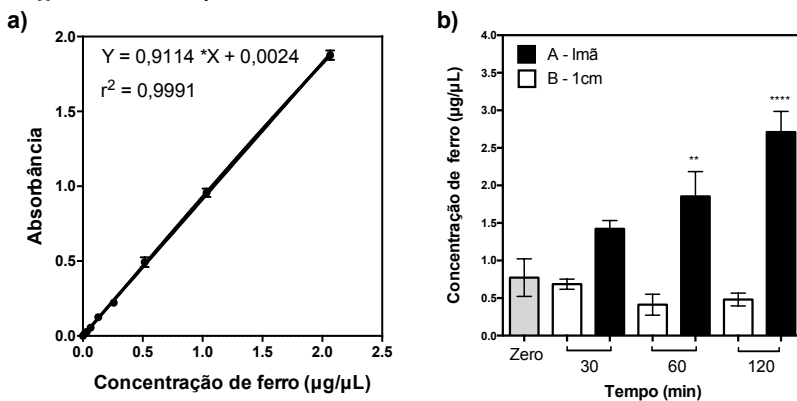 a)
Y = 0,9114 *X + 0,0024
r² = 0,9991
Absorbância
2.0
1.5
1.0
0.5
0.0
0.0 0.5 1.0 1.5 2.0 2.5
Concentração de ferro (µg/µL)
b)
A - Imã
B - 1cm
Concentração de ferro (µg/µL)
4.0
3.5
3.0
2.5
2.0
1.5
1.0
0.5
0.0
**
****
Zero
30 60 120
Tempo (min)